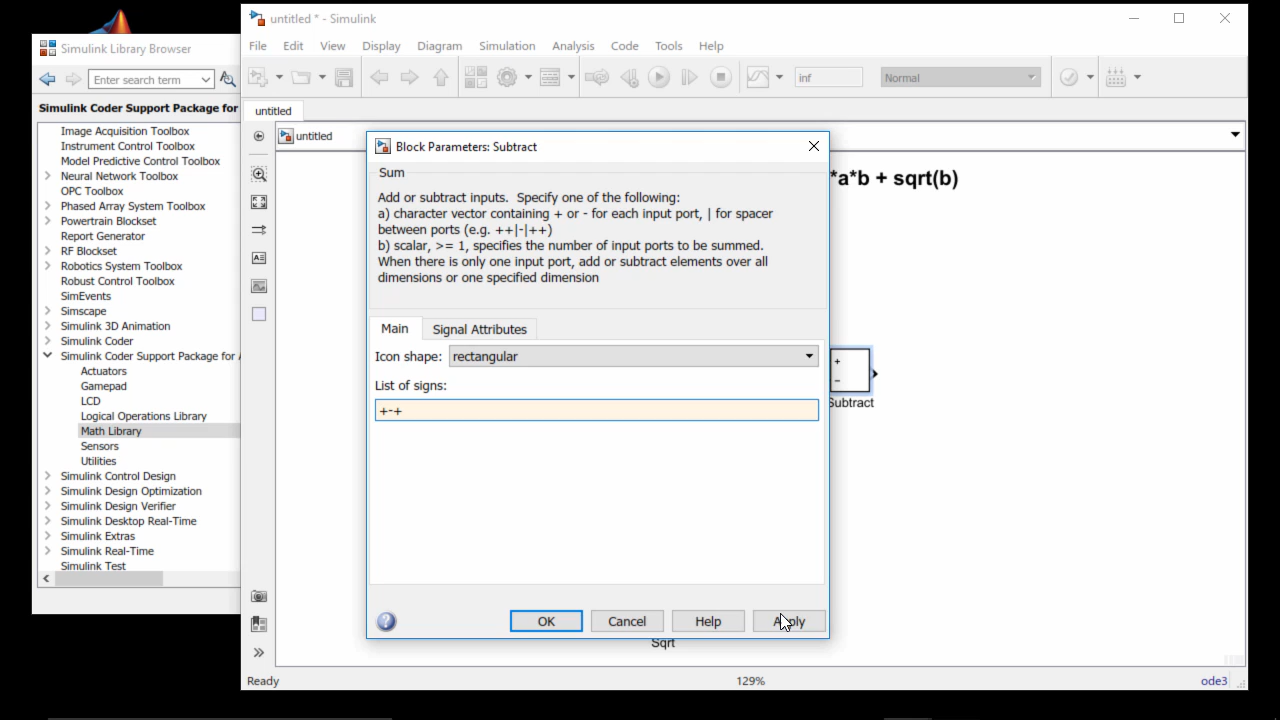 untitled * - Simulink
Simulink Library Browser
File Edit View Display Diagram Simulation Analysis Code Tools Help
Enter search term
inf
Normal
Simulink Coder Support Package for
untitled
untitled
Image Acquisition Toolbox
Instrument Control Toolbox
Model Predictive Control Toolbox
Neural Network Toolbox
OPC Toolbox
Phased Array System Toolbox
Powertrain Blockset
Report Generator
RF Blockset
Robotics System Toolbox
Robust Control Toolbox
SimEvents
Simscape
Simulink 3D Animation
Simulink Coder
Simulink Coder Support Package for
Actuators
Gamepad
LCD
Logical Operations Library
Math Library
Sensors
Utilities
Simulink Control Design
Simulink Design Optimization
Simulink Design Verifier
Simulink Desktop Real-Time
Simulink Extras
Simulink Real-Time
Simulink Test
Block Parameters: Subtract
Sum
Add or subtract inputs. Specify one of the following:
a) character vector containing + or - for each input port, | for spacer
between ports (e.g. ++|-|++)
b) scalar, >= 1, specifies the number of input ports to be summed.
When there is only one input port, add or subtract elements over all
dimensions or one specified dimension
Main
Signal Attributes
Icon shape: rectangular
List of signs:
+-+
OK
Cancel
Help
Apply
*a*b + sqrt(b)
+
−
Subtract
Sqrt
Ready
129%
ode3